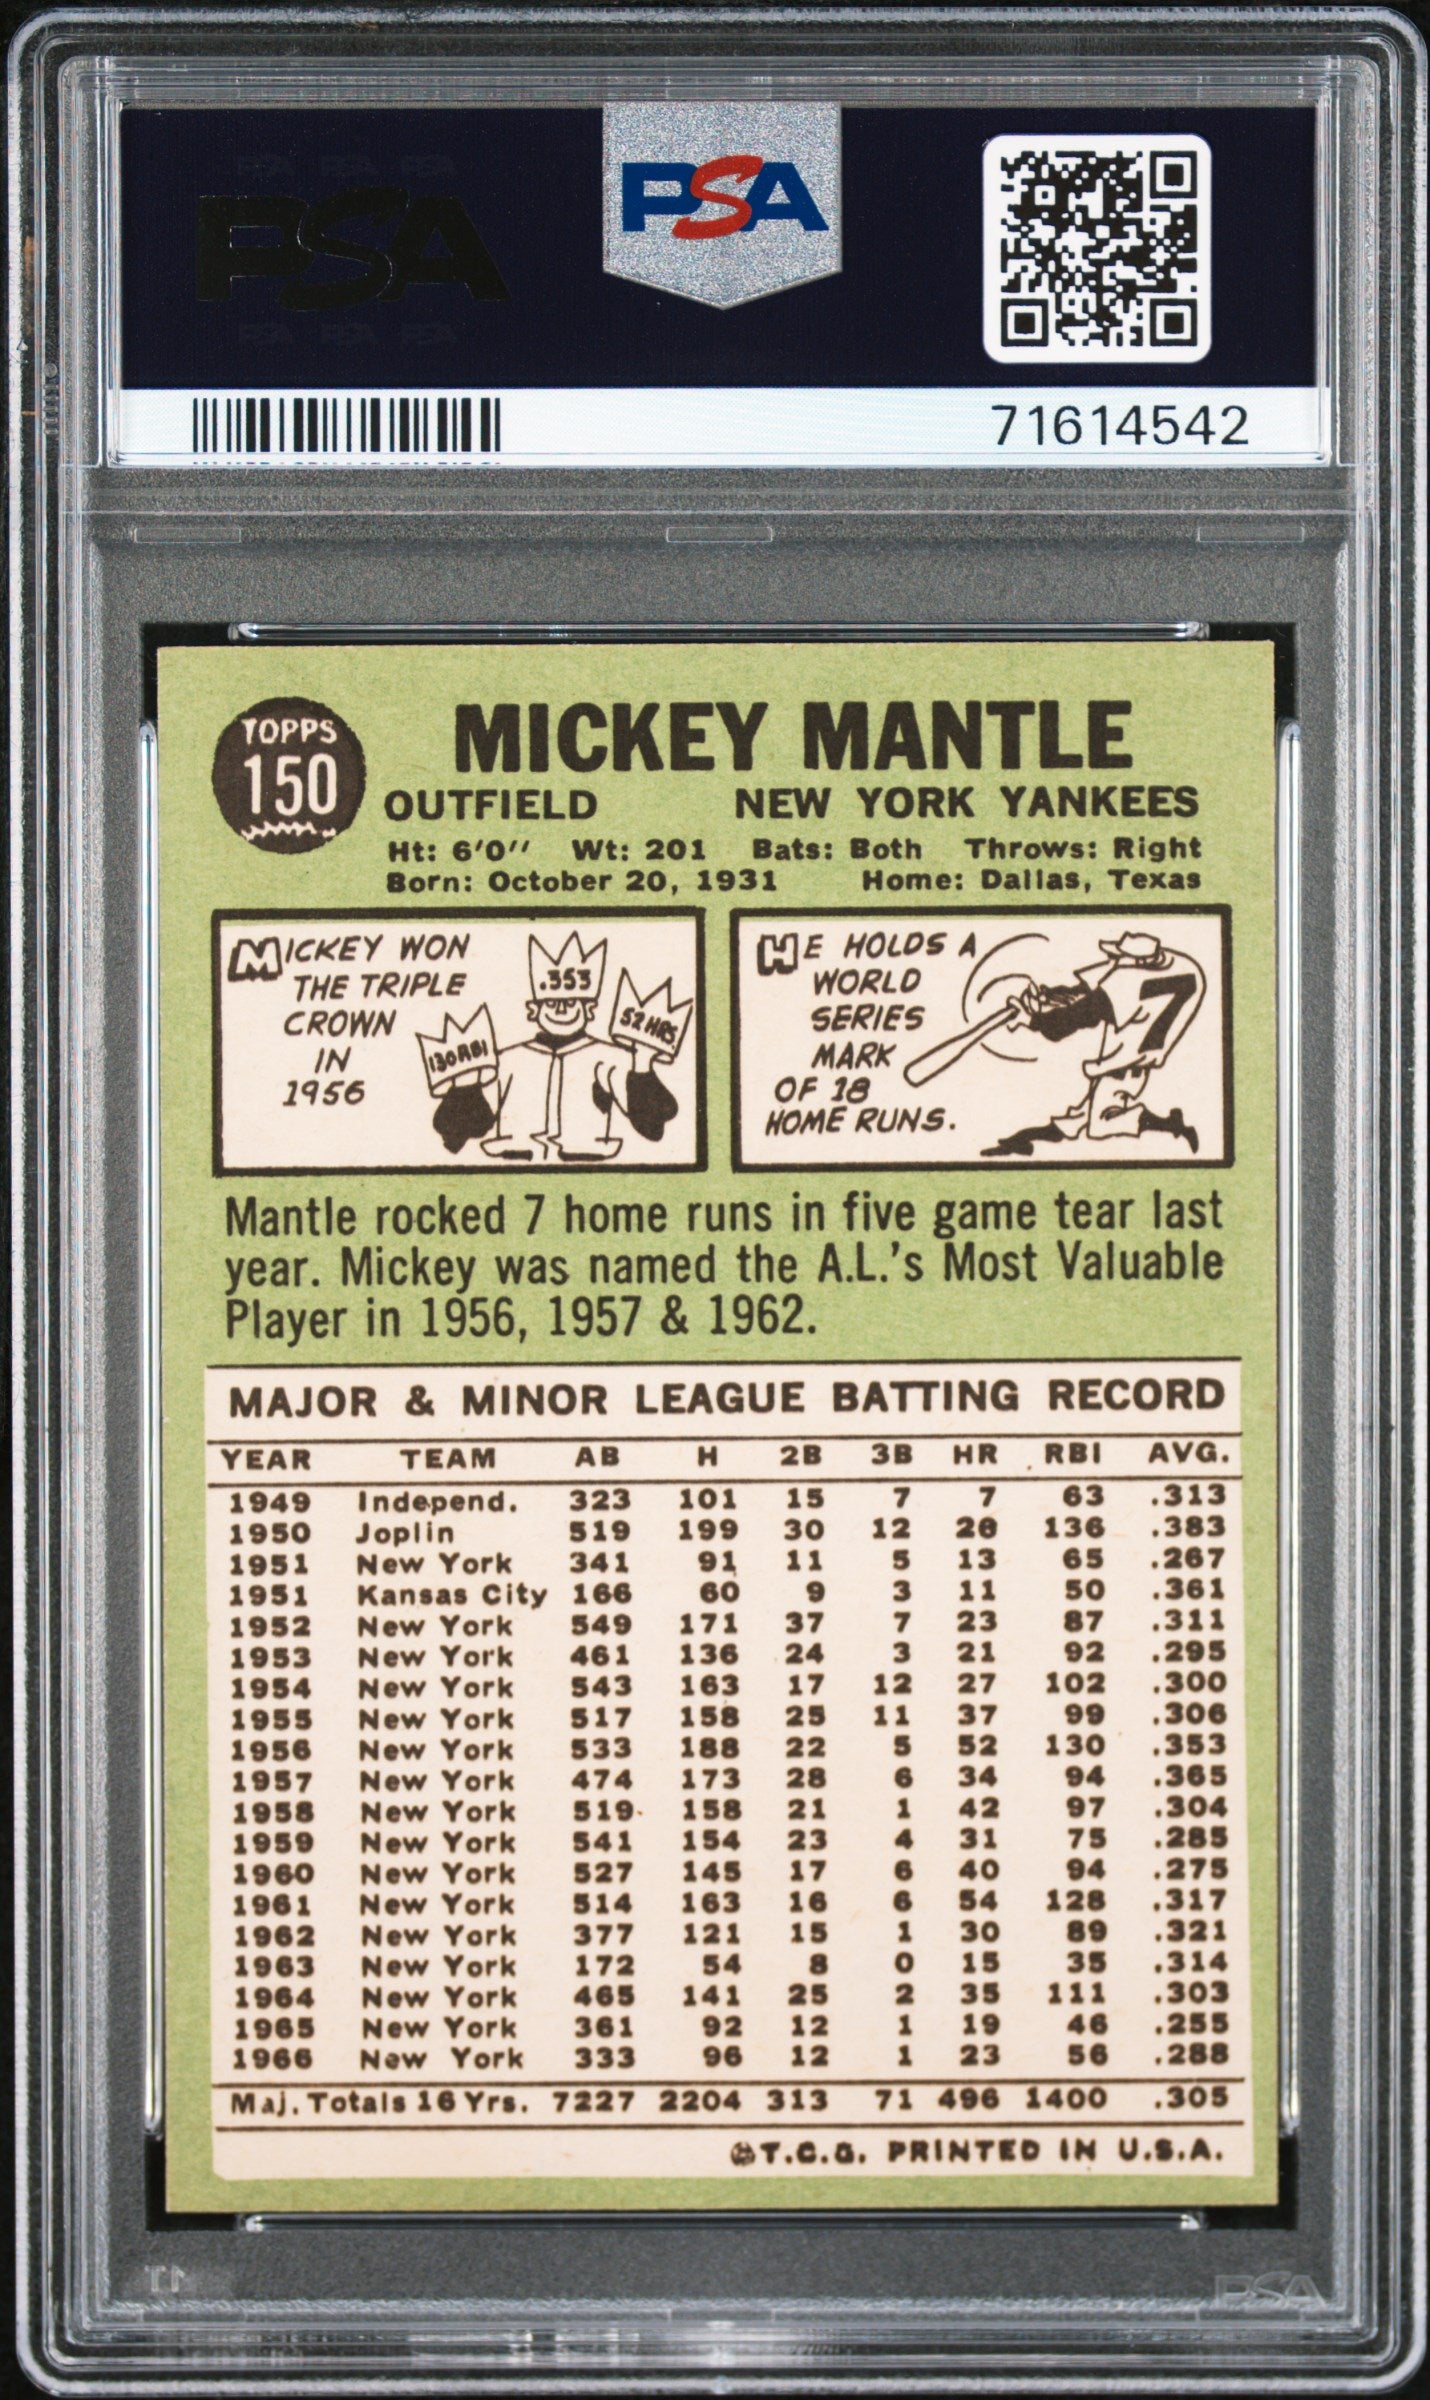 PSA
PSA
71614542
TOPPS
150
MICKEY MANTLE
OUTFIELD NEW YORK YANKEES
Ht: 6'0'' Wt: 201 Bats: Both Throws: Right
Born: October 20, 1931 Home: Dallas, Texas
MICKEY WON
THE TRIPLE
CROWN
IN
1956
.353
130 RBI
52 HRS.
HE HOLDS A
WORLD
SERIES
MARK
OF 18
HOME RUNS.
7
Mantle rocked 7 home runs in five game tear last
year. Mickey was named the A.L.'s Most Valuable
Player in 1956, 1957 & 1962.
MAJOR & MINOR LEAGUE BATTING RECORD
YEAR TEAM AB H 2B 3B HR RBI AVG.
1949 Independ. 323 101 15 7 7 63 .313
1950 Joplin 519 199 30 12 26 136 .383
1951 New York 341 91 11 5 13 65 .267
1951 Kansas City 166 60 9 3 11 50 .361
1952 New York 549 171 37 7 23 87 .311
1953 New York 461 136 24 3 21 92 .295
1954 New York 543 163 17 12 27 102 .300
1955 New York 517 158 25 11 37 99 .306
1956 New York 533 188 22 5 52 130 .353
1957 New York 474 173 28 6 34 94 .365
1958 New York 519 158 21 1 42 97 .304
1959 New York 541 154 23 4 31 75 .285
1960 New York 527 145 17 6 40 94 .275
1961 New York 514 163 16 6 54 128 .317
1962 New York 377 121 15 1 30 89 .321
1963 New York 172 54 8 0 15 35 .314
1964 New York 465 141 25 2 35 111 .303
1965 New York 361 92 12 1 19 46 .255
1966 New York 333 96 12 1 23 56 .288
Maj. Totals 16 Yrs. 7227 2204 313 71 496 1400 .305
©T.C.G. PRINTED IN U.S.A.
PSA